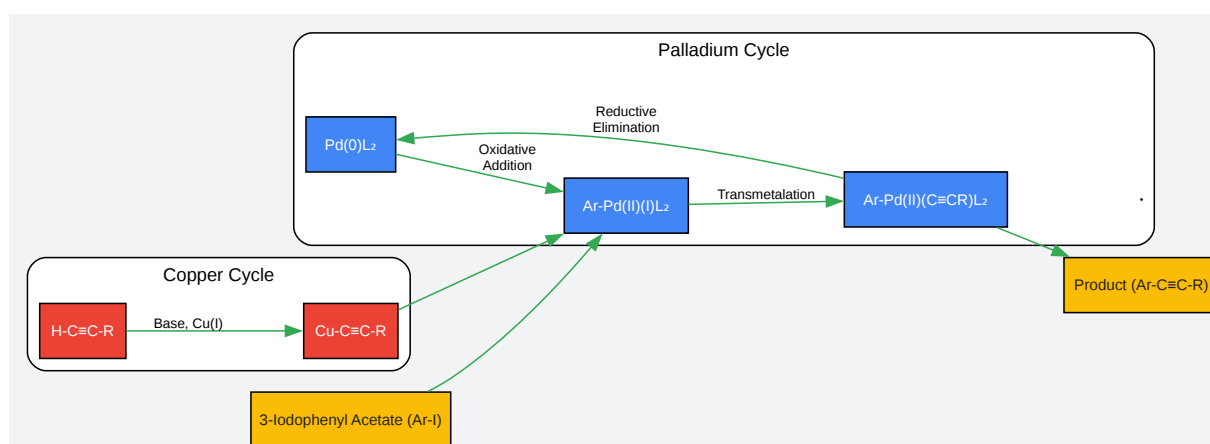 Palladium Cycle
Reductive
Elimination
Pd(0)L₂
Oxidative
Addition
Ar-Pd(II)(I)L₂
Transmetalation
Ar-Pd(II)(C≡CR)L₂
Copper Cycle
Product (Ar-C≡C-R)
H-C≡C-R
Base, Cu(I)
Cu-C≡C-R
3-Iodophenyl Acetate (Ar-I)